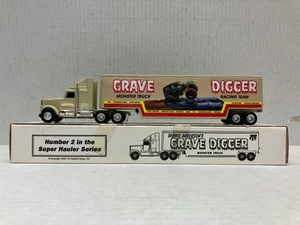 GRAVE DIGGER
MONSTER TRUCK RACING TEAM
Number 2 in the
Super Hauler Series
DENNIS ANDERSON'S
GRAVE DIGGER
MONSTER TRUCK